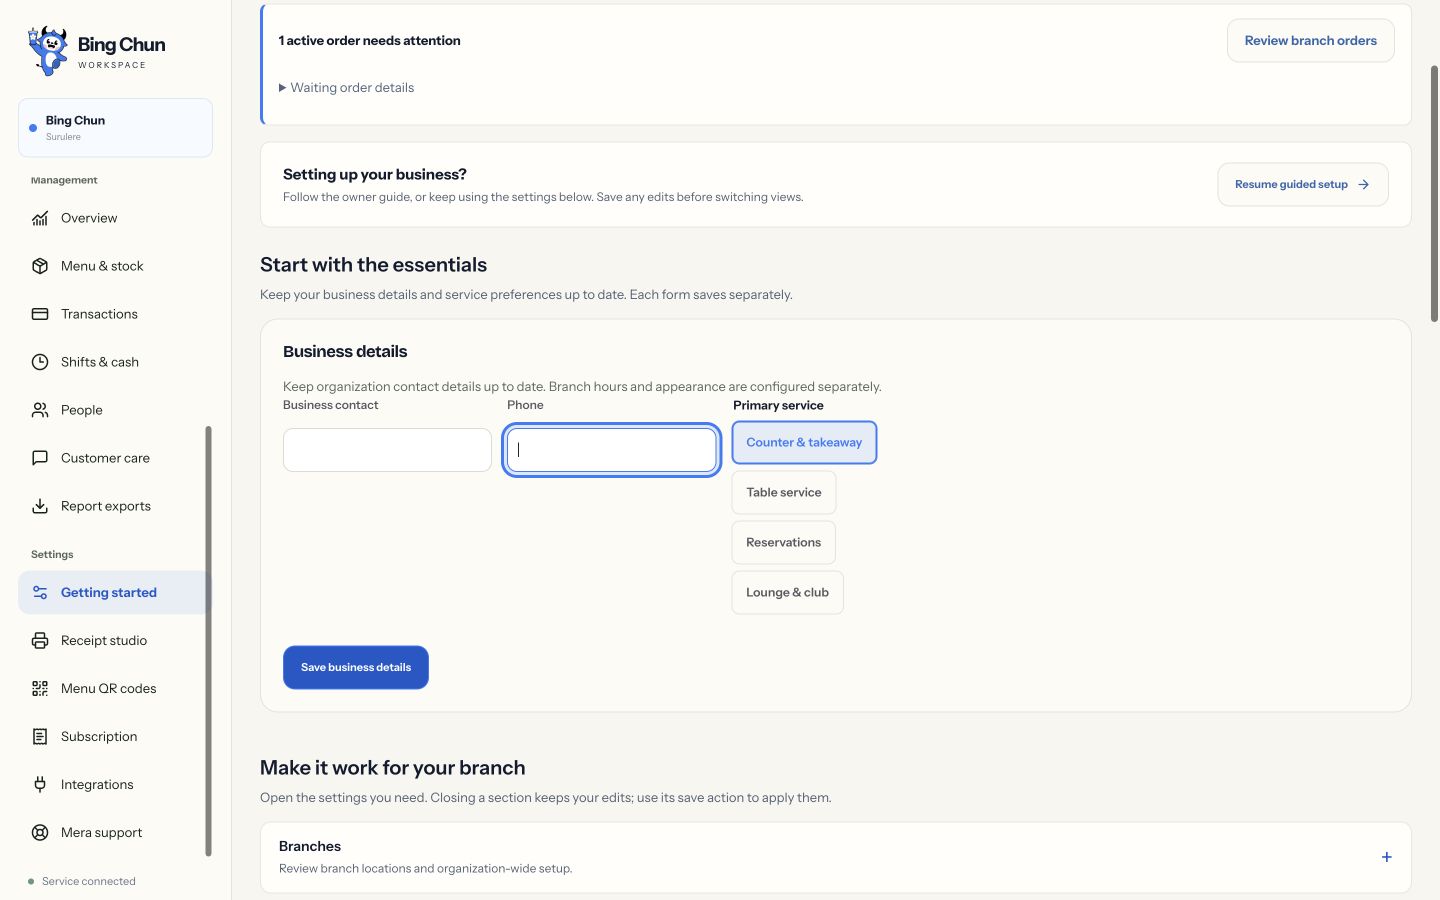 Bing Chun
WORKSPACE
Bing Chun
Surulere
Management
Overview
Menu & stock
Transactions
Shifts & cash
People
Customer care
Report exports
Settings
Getting started
Receipt studio
Menu QR codes
Subscription
Integrations
Mera support
Service connected
1 active order needs attention
Review branch orders
Waiting order details
Setting up your business?
Follow the owner guide, or keep using the settings below. Save any edits before switching views.
Resume guided setup
Start with the essentials
Keep your business details and service preferences up to date. Each form saves separately.
Business details
Keep organization contact details up to date. Branch hours and appearance are configured separately.
Business contact
Phone
Primary service
Counter & takeaway
Table service
Reservations
Lounge & club
Save business details
Make it work for your branch
Open the settings you need. Closing a section keeps your edits; use its save action to apply them.
Branches
Review branch locations and organization-wide setup.